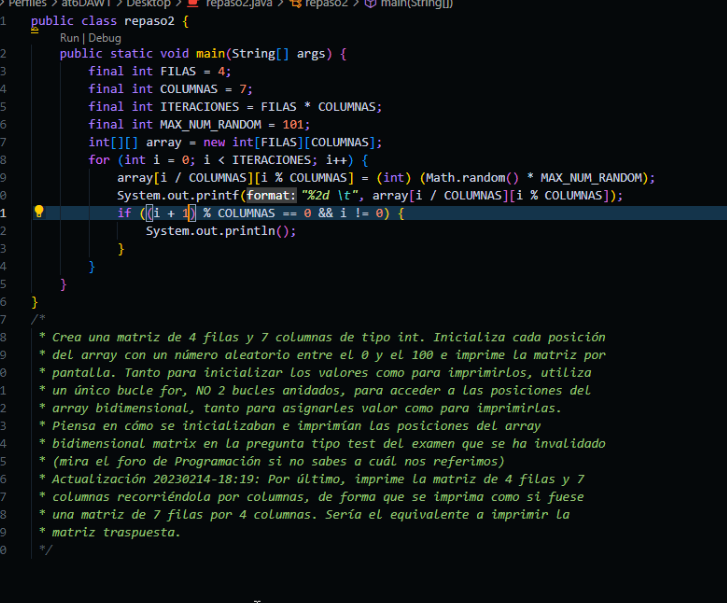 > Perfiles > at6DAW1 > Desktop > repaso2.java > repaso2 > main(String[])
1 public class repaso2 {
Run | Debug
2 public static void main(String[] args) {
3 final int FILAS = 4;
4 final int COLUMNAS = 7;
5 final int ITERACIONES = FILAS * COLUMNAS;
6 final int MAX_NUM_RANDOM = 101;
7 int[][] array = new int[FILAS][COLUMNAS];
8 for (int i = 0; i < ITERACIONES; i++) {
9 array[i / COLUMNAS][i % COLUMNAS] = (int) (Math.random() * MAX_NUM_RANDOM);
0 System.out.printf(format:"%2d \t", array[i / COLUMNAS][i % COLUMNAS]);
1 if ((i + 1) % COLUMNAS == 0 && i != 0) {
2 System.out.println();
3 }
4 }
5 }
6 }
7 /*
8 * Crea una matriz de 4 filas y 7 columnas de tipo int. Inicializa cada posición
9 * del array con un número aleatorio entre el 0 y el 100 e imprime la matriz por
0 * pantalla. Tanto para inicializar los valores como para imprimirlos, utiliza
1 * un único bucle for, NO 2 bucles anidados, para acceder a las posiciones del
2 * array bidimensional, tanto para asignarles valor como para imprimirlas.
3 * Piensa en cómo se inicializaban e imprimían las posiciones del array
4 * bidimensional matrix en la pregunta tipo test del examen que se ha invalidado
5 * (mira el foro de Programación si no sabes a cuál nos referimos)
6 * Actualización 20230214-18:19: Por último, imprime la matriz de 4 filas y 7
7 * columnas recorriéndola por columnas, de forma que se imprima como si fuese
8 * una matriz de 7 filas por 4 columnas. Sería el equivalente a imprimir la
9 * matriz traspuesta.
0 */